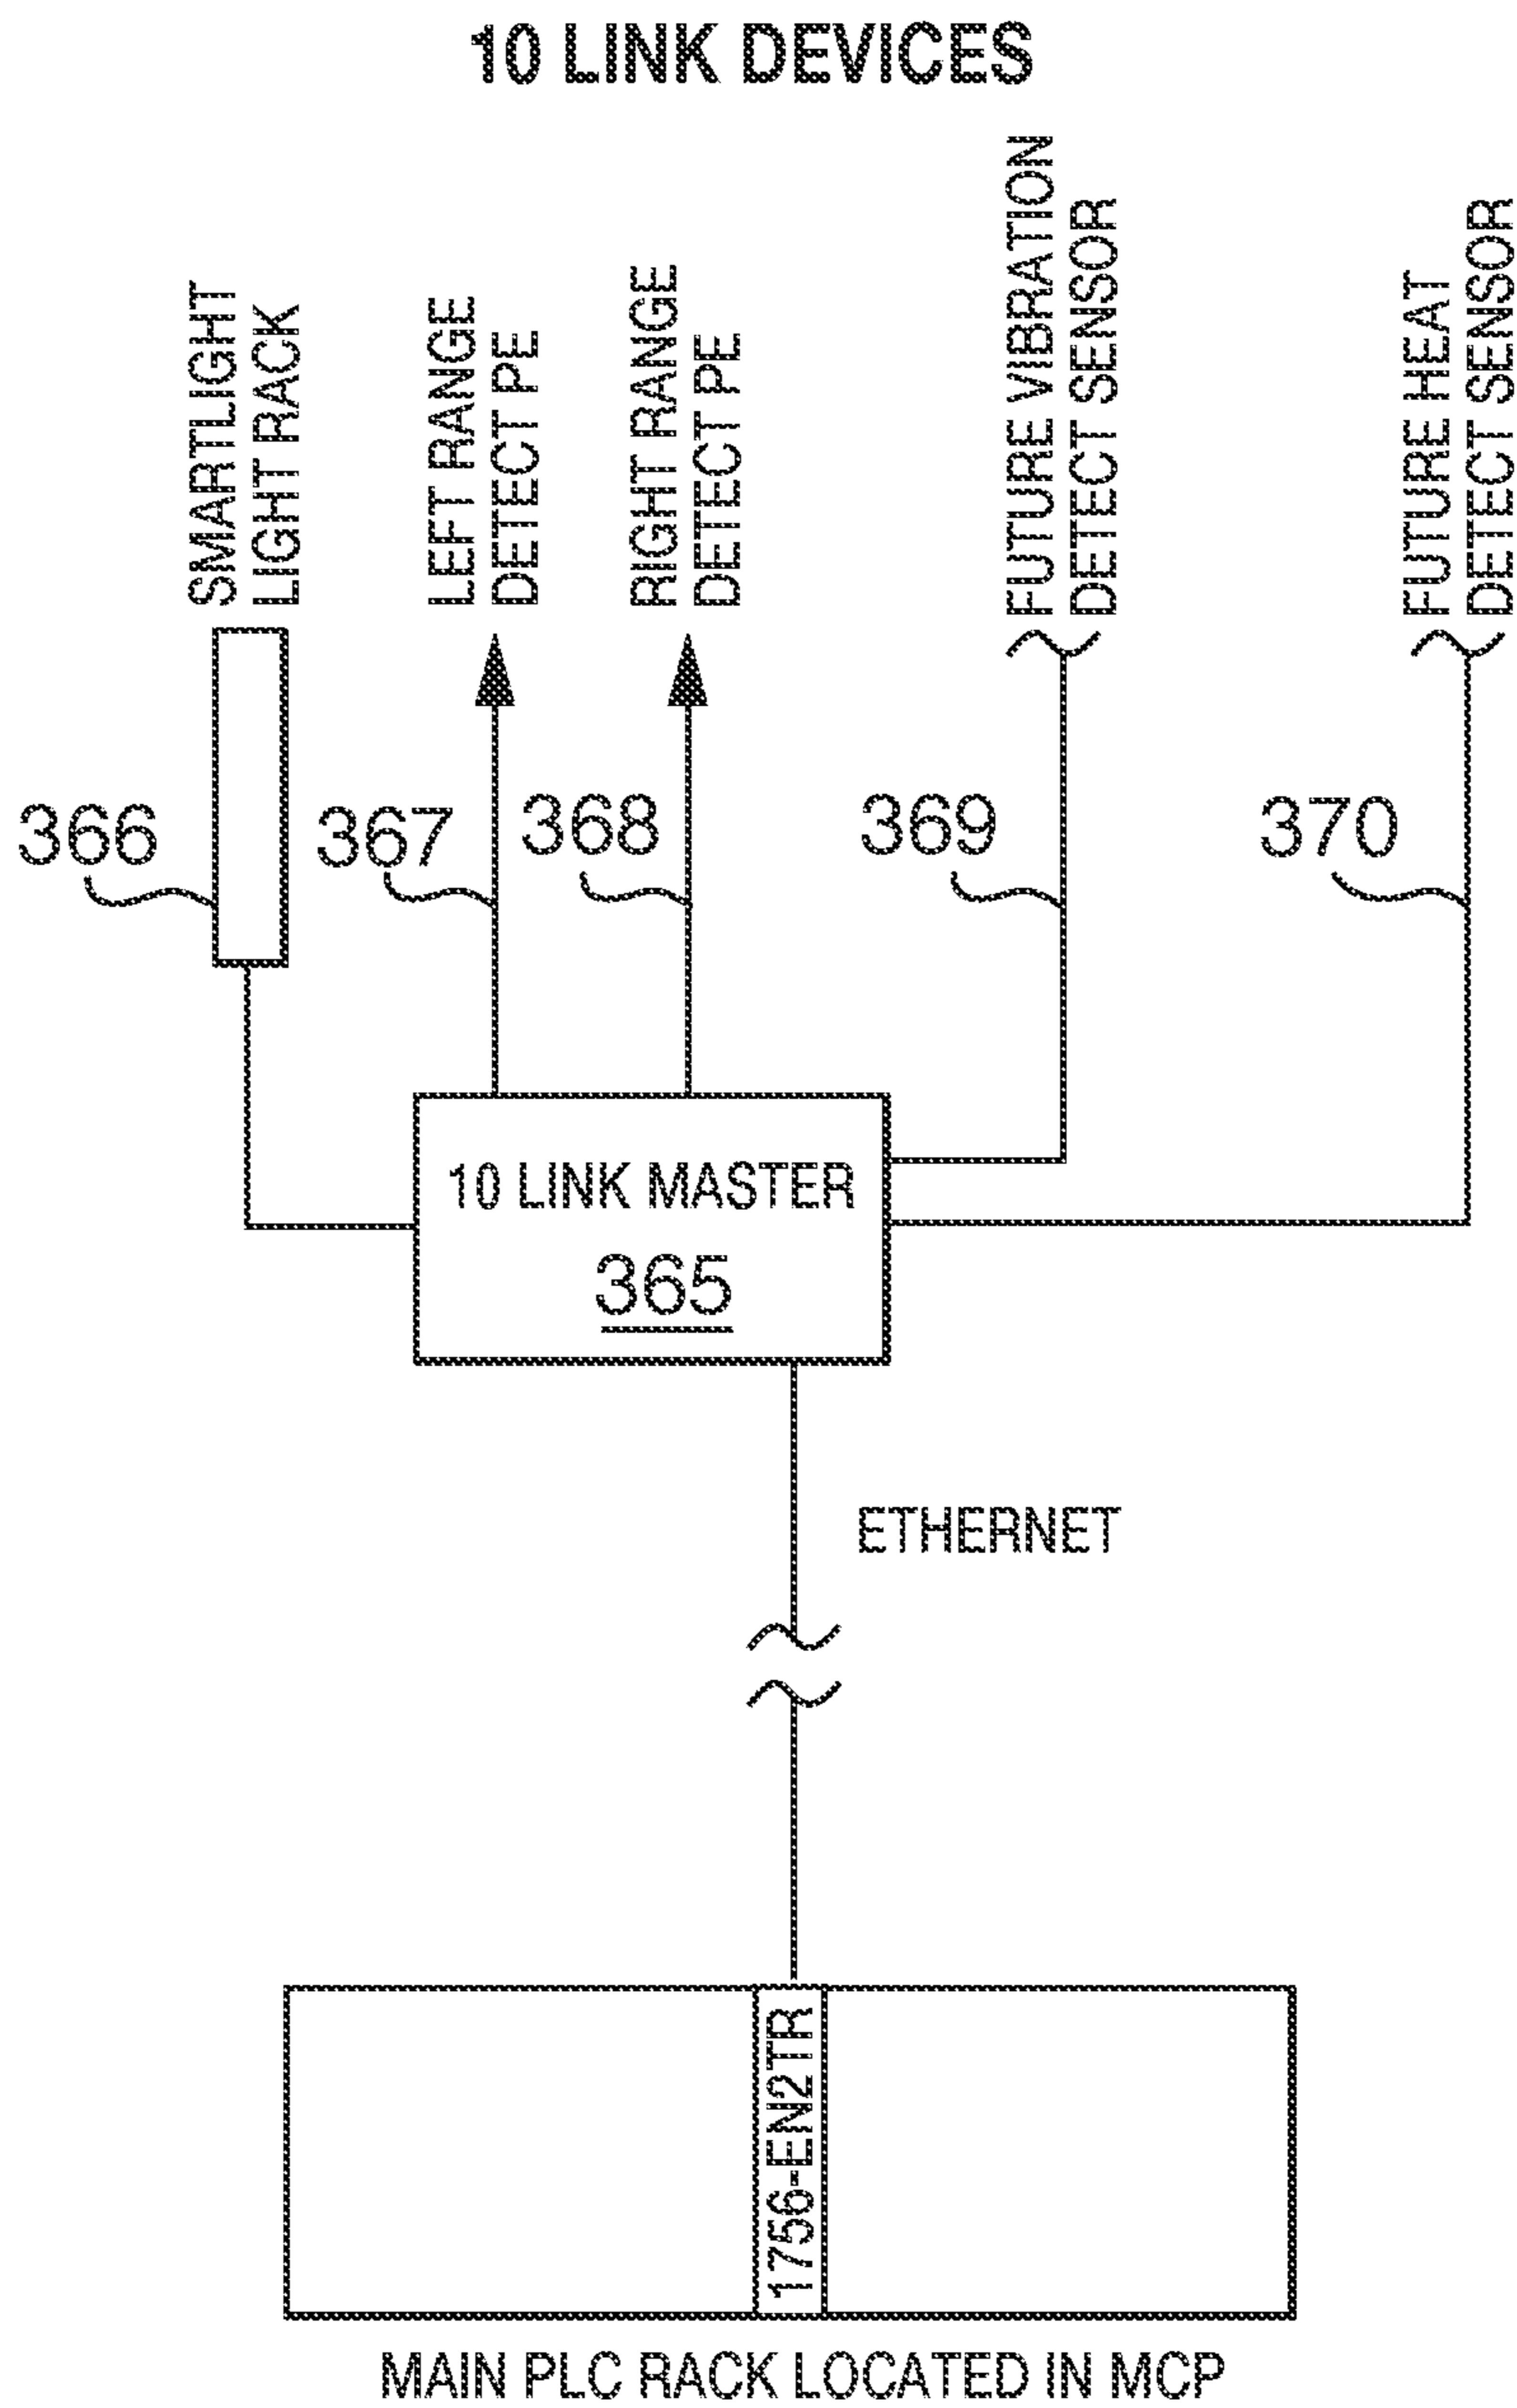 10 LINK DEVICES
SMARTLIGHT
LIGHT RACK
LEFT RANGE
DETECT PE
RIGHT RANGE
DETECT PE
FUTURE VIBRATION
DETECT SENSOR
FUTURE HEAT
DETECT SENSOR
366
367
368
369
370
10 LINK MASTER
365
ETHERNET
1756-EN2TR
MAIN PLC RACK LOCATED IN MCP